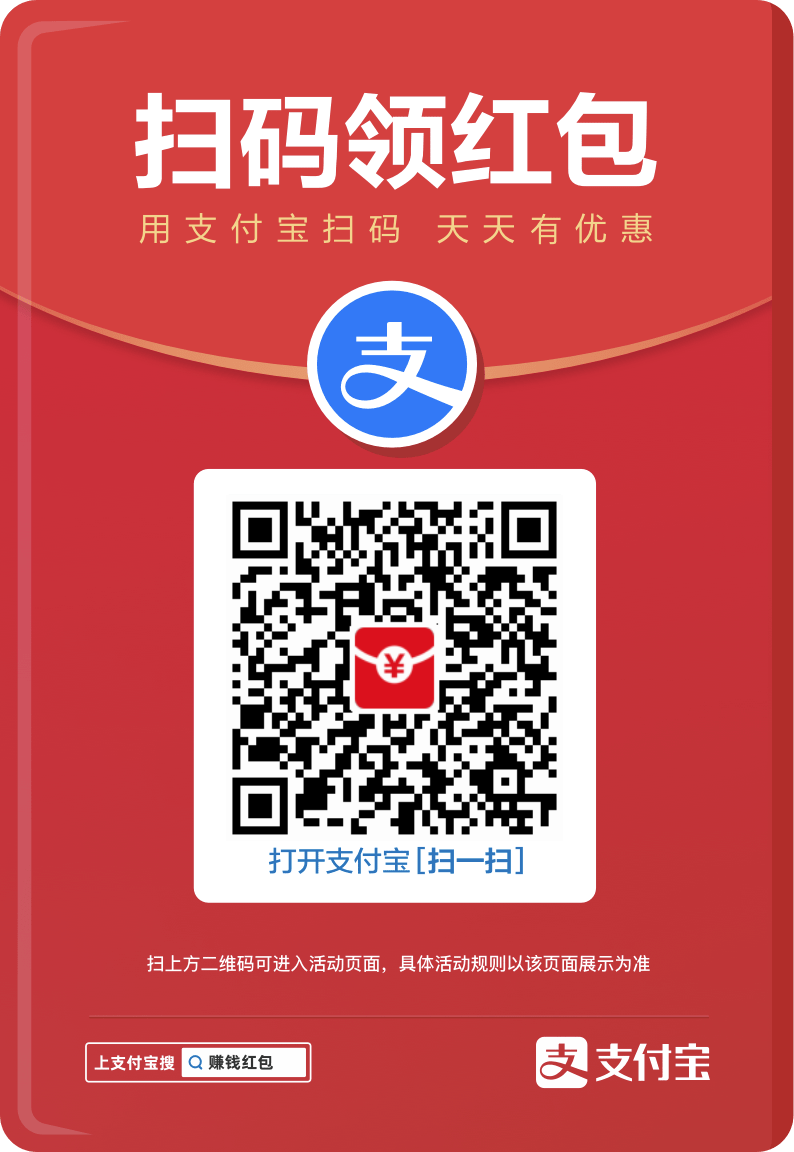 扫码领红包
用支付宝扫码 天天有优惠
支
¥
打开支付宝[扫一扫]
扫上方二维码可进入活动页面，具体活动规则以该页面展示为准
上支付宝搜 赚钱红包
支 支付宝